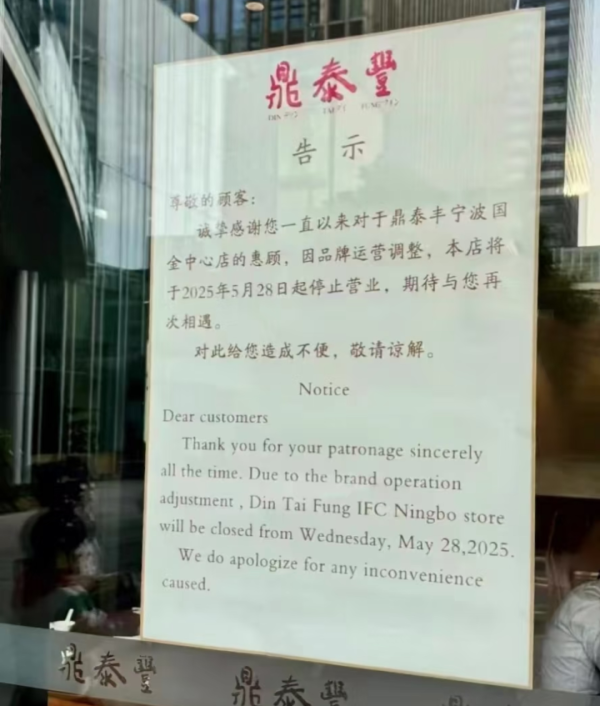 鼎泰豐
DIN TAI FUNG
告示
尊敬的顾客：
诚挚感谢您一直以来对于鼎泰丰宁波国
金中心店的惠顾，因品牌运营调整，本店将
于2025年5月28日起停止营业，期待与您再
次相遇。
对此给您造成不便，敬请谅解。
Notice
Dear customers
Thank you for your patronage sincerely
all the time. Due to the brand operation
adjustment , Din Tai Fung IFC Ningbo store
will be closed from Wednesday, May 28,2025.
We do apologize for any inconvenience
caused.
鼎泰豐 鼎泰豐